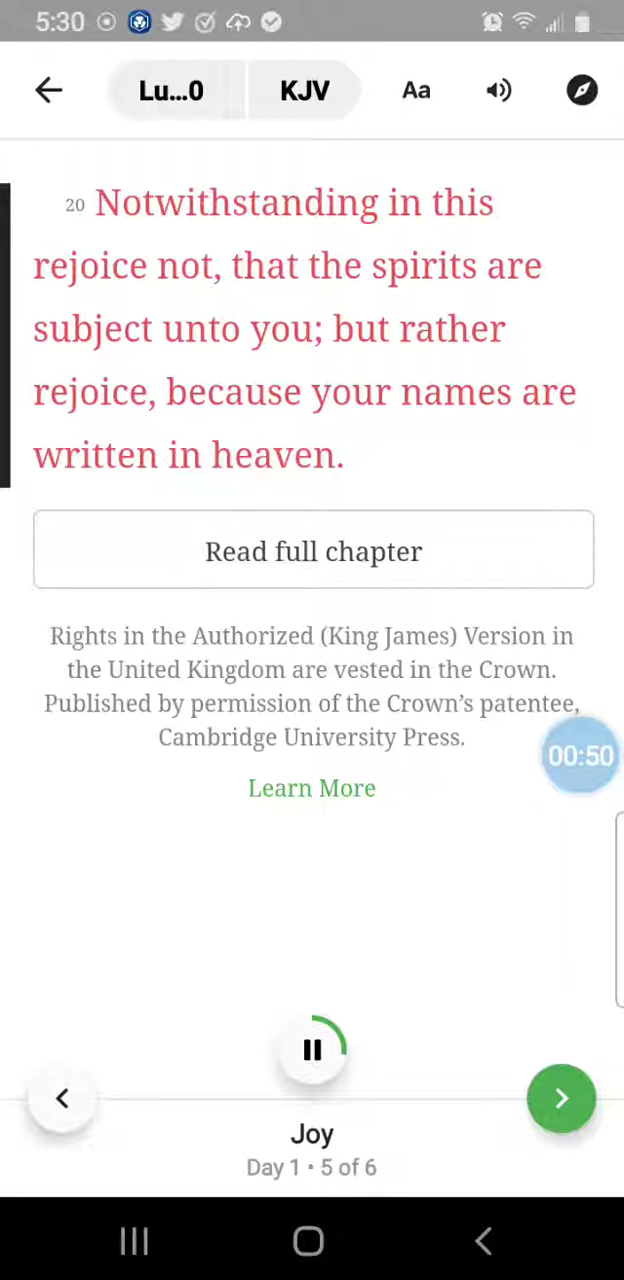 5:30
Lu...0 KJV Aa
20 Notwithstanding in this
rejoice not, that the spirits are
subject unto you; but rather
rejoice, because your names are
written in heaven.
Read full chapter
Rights in the Authorized (King James) Version in
the United Kingdom are vested in the Crown.
Published by permission of the Crown’s patentee,
Cambridge University Press.
00:50
Learn More
Joy
Day 1 • 5 of 6